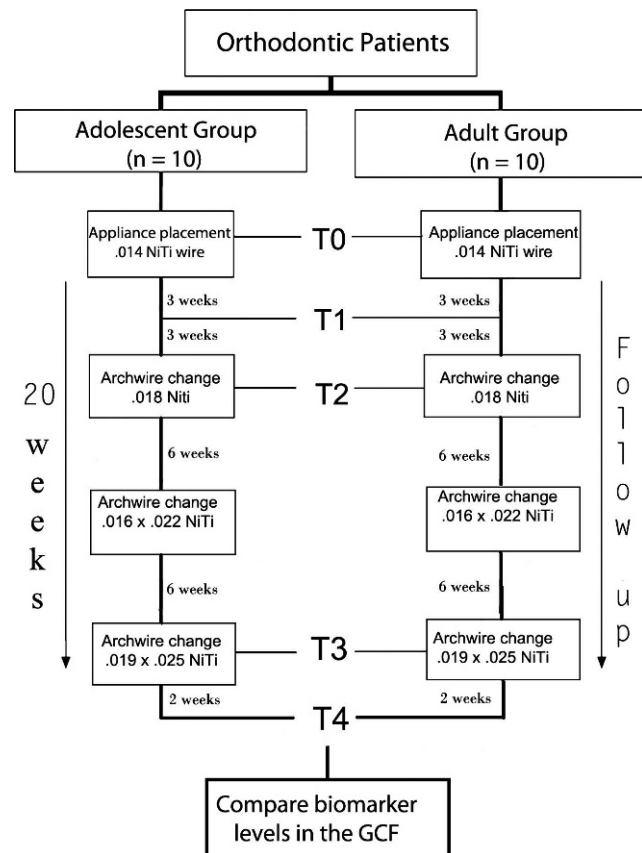 Orthodontic Patients
Adolescent Group
(n = 10)
Adult Group
(n = 10)
Appliance placement
.014 NiTi wire
T0
Appliance placement
.014 NiTi wire
3 weeks
3 weeks
T1
3 weeks
3 weeks
Archwire change
.018 Niti
T2
Archwire change
.018 Niti
20 weeks
Follow up
6 weeks
6 weeks
Archwire change
.016 x .022 NiTi
Archwire change
.016 x .022 NiTi
6 weeks
6 weeks
Archwire change
.019 x .025 NiTi
T3
Archwire change
.019 x .025 NiTi
2 weeks
T4
2 weeks
Compare biomarker
levels in the GCF